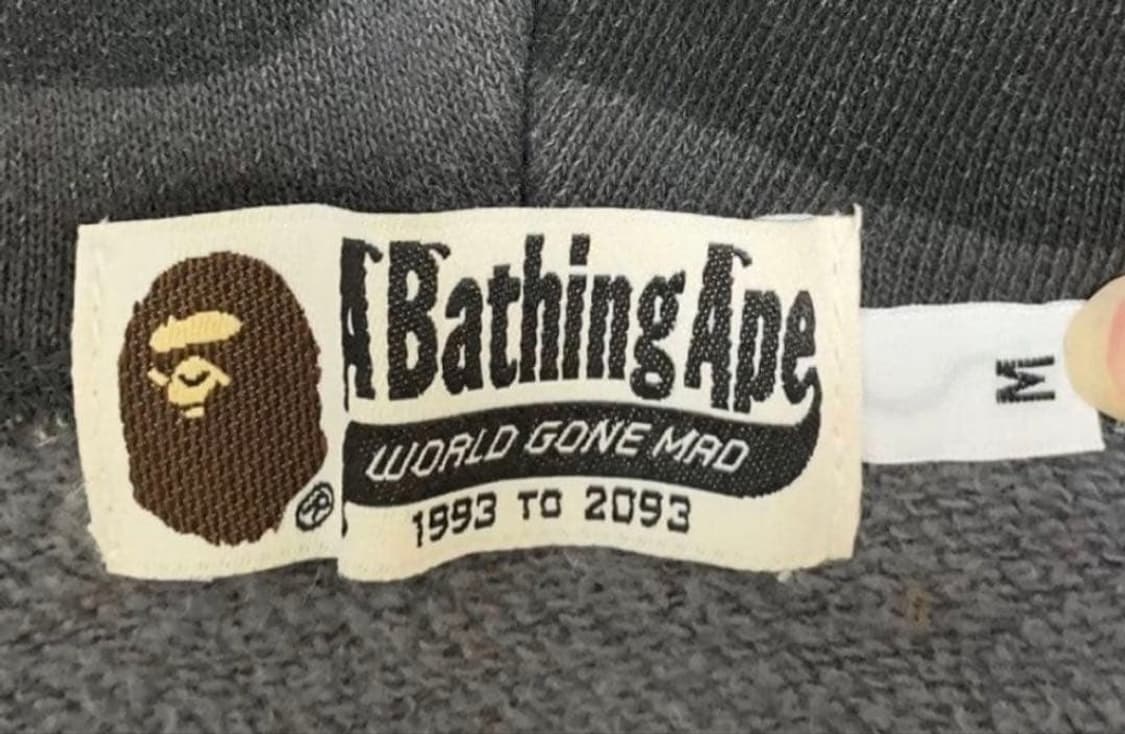 A Bathing Ape
WORLD GONE MAD
1993 TO 2093
®
M